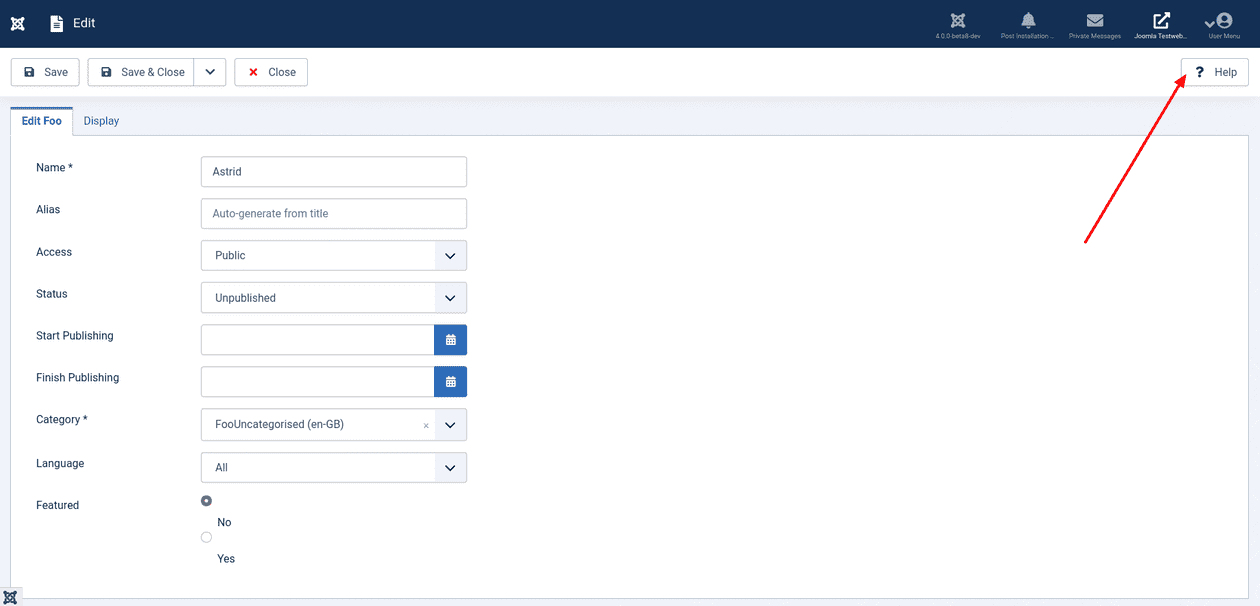 Edit
4.0.0-beta8-dev
Post Installation ...
Private Messages
Joomla Testweb...
User Menu
Save
Save & Close
Close
? Help
Edit Foo
Display
Name *
Astrid
Alias
Auto-generate from title
Access
Public
Status
Unpublished
Start Publishing
Finish Publishing
Category *
FooUncategorised (en-GB)
×
Language
All
Featured
No
Yes